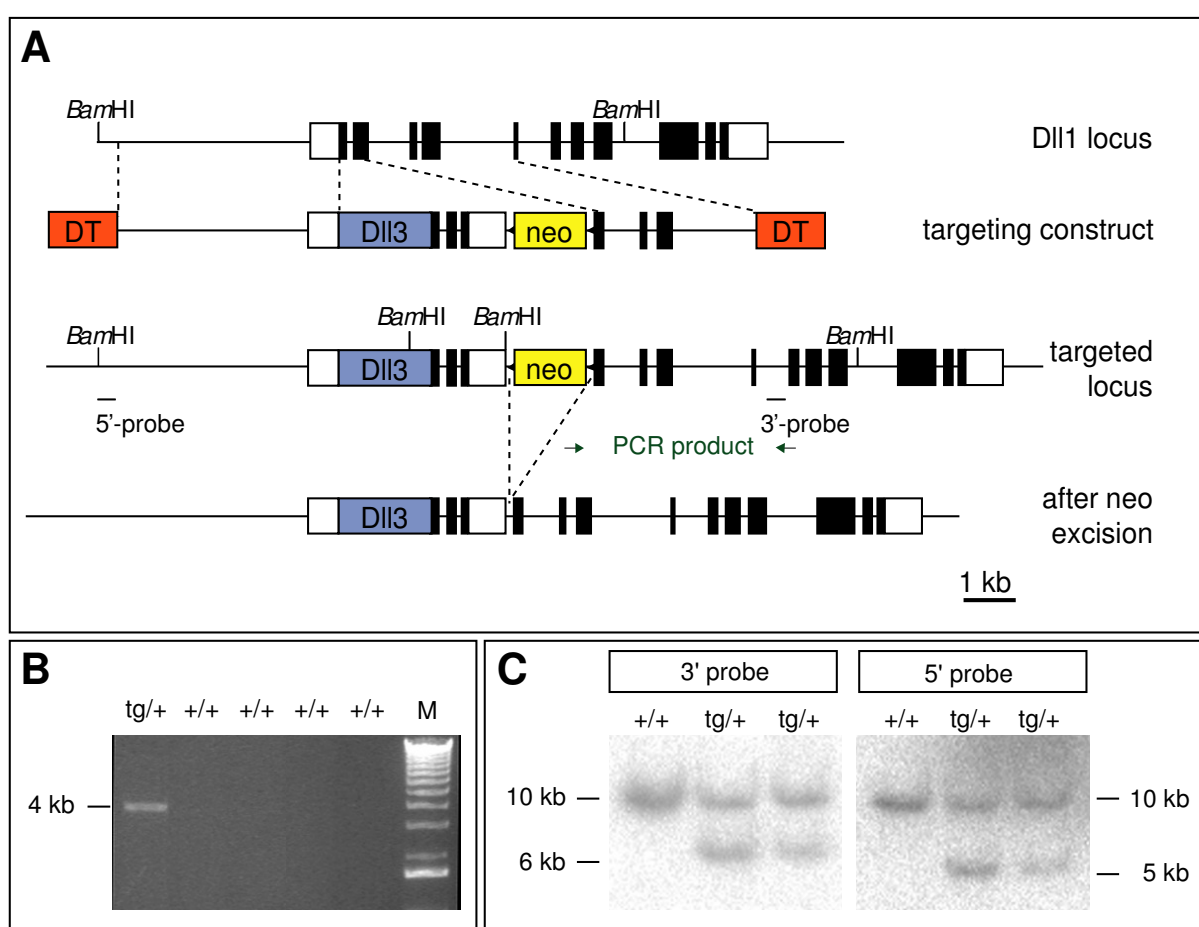 A
BamHI BamHI
Dll1 locus
DT Dll3 neo DT
targeting construct
BamHI BamHI BamHI BamHI
Dll3 neo
targeted
locus
5'-probe 3'-probe
PCR product
Dll3
after neo
excision
1 kb
B
tg/+ +/+ +/+ +/+ +/+ M
4 kb
C
3' probe 5' probe
+/+ tg/+ tg/+ +/+ tg/+ tg/+
10 kb 10 kb
6 kb 5 kb